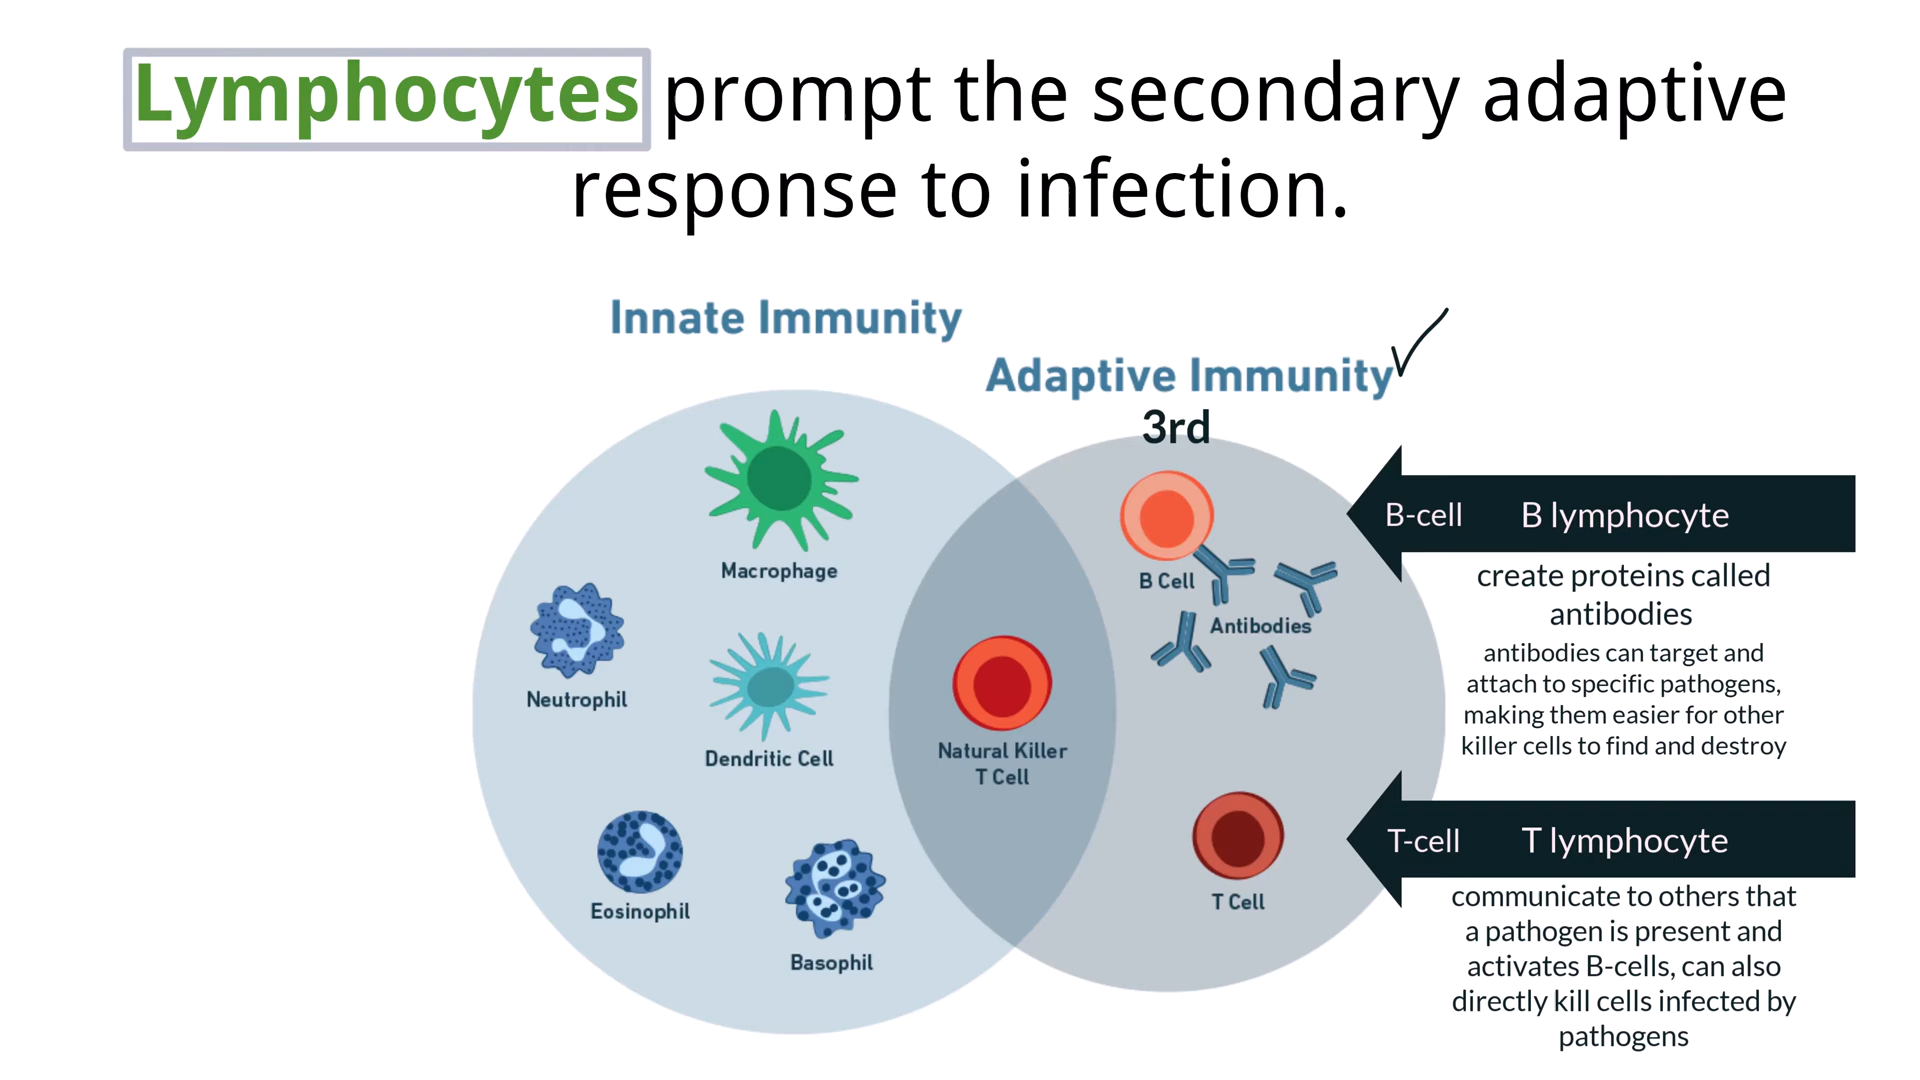 Lymphocytes prompt the secondary adaptive
response to infection.
Innate Immunity
Adaptive Immunity
3rd
Macrophage
Neutrophil
Dendritic Cell
Eosinophil
Basophil
Natural Killer
T Cell
B Cell
Antibodies
T Cell
B-cell B lymphocyte
create proteins called
antibodies
antibodies can target and
attach to specific pathogens,
making them easier for other
killer cells to find and destroy
T-cell T lymphocyte
communicate to others that
a pathogen is present and
activates B-cells, can also
directly kill cells infected by
pathogens